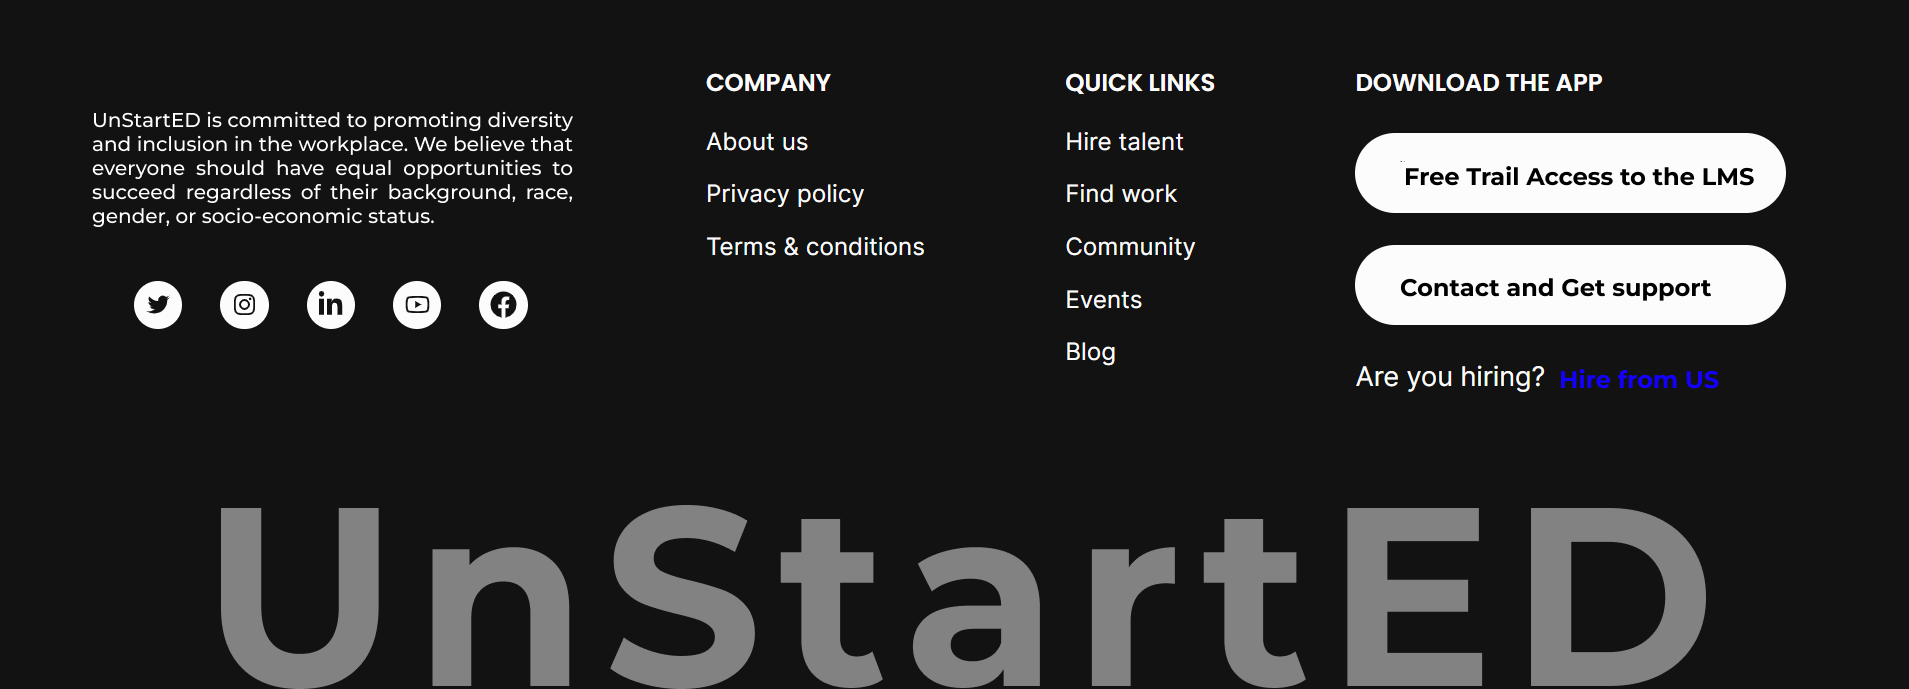 UnStartED is committed to promoting diversity
and inclusion in the workplace. We believe that
everyone should have equal opportunities to
succeed regardless of their background, race,
gender, or socio-economic status.
COMPANY
About us
Privacy policy
Terms & conditions
QUICK LINKS
Hire talent
Find work
Community
Events
Blog
DOWNLOAD THE APP
Free Trail Access to the LMS
Contact and Get support
Are you hiring? Hire from US
UnStartED